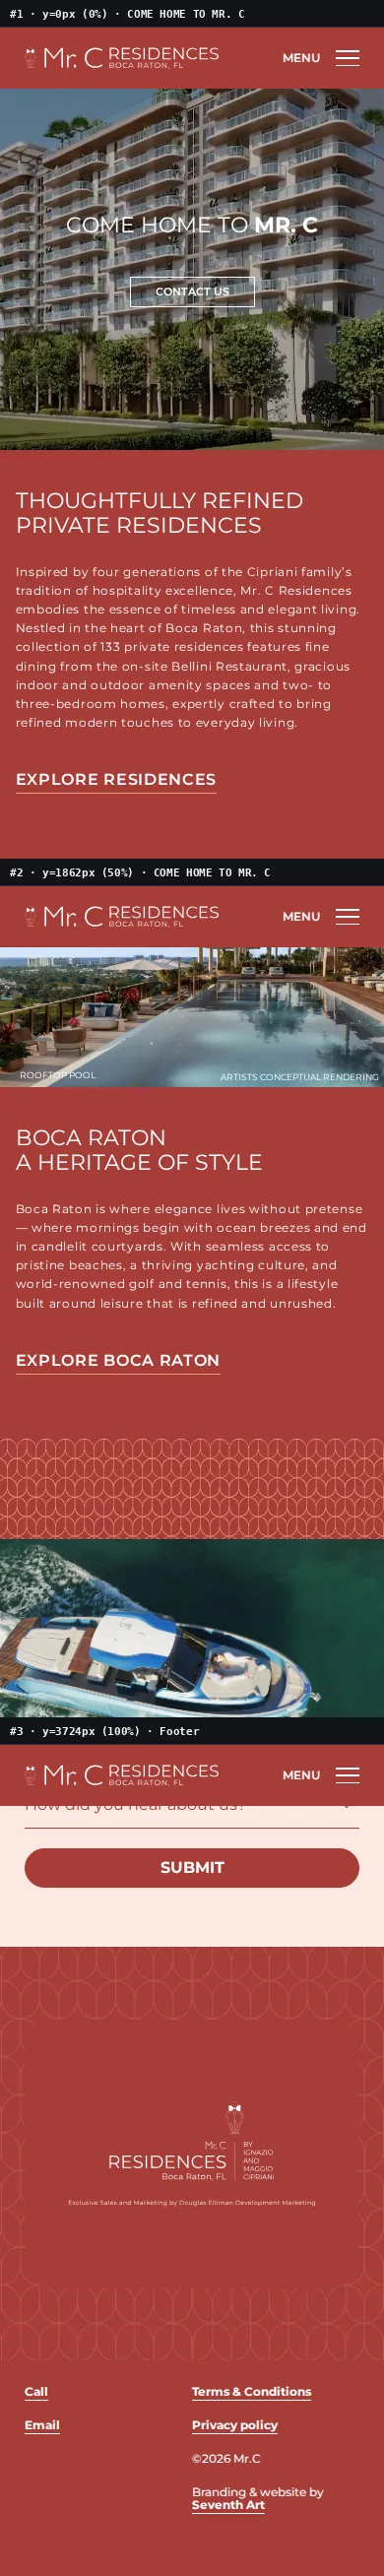 #1 · y=0px (0%) · COME HOME TO MR. C
Mr. C RESIDENCES
BOCA RATON, FL
MENU
COME HOME TO MR. C
CONTACT US
THOUGHTFULLY REFINED
PRIVATE RESIDENCES
Inspired by four generations of the Cipriani family’s
tradition of hospitality excellence, Mr. C Residences
embodies the essence of timeless and elegant living.
Nestled in the heart of Boca Raton, this stunning
collection of 133 private residences features fine
dining from the on-site Bellini Restaurant, gracious
indoor and outdoor amenity spaces and two- to
three-bedroom homes, expertly crafted to bring
refined modern touches to everyday living.
EXPLORE RESIDENCES
#2 · y=1862px (50%) · COME HOME TO MR. C
Mr. C RESIDENCES
BOCA RATON, FL
MENU
ROOFTOP POOL
ARTISTS CONCEPTUAL RENDERING
BOCA RATON
A HERITAGE OF STYLE
Boca Raton is where elegance lives without pretense
— where mornings begin with ocean breezes and end
in candlelit courtyards. With seamless access to
pristine beaches, a thriving yachting culture, and
world-renowned golf and tennis, this is a lifestyle
built around leisure that is refined and unrushed.
EXPLORE BOCA RATON
#3 · y=3724px (100%) · Footer
Mr. C RESIDENCES
BOCA RATON, FL
MENU
How did you hear about us?
SUBMIT
Mr. C
RESIDENCES
Boca Raton, FL
BY
IGNAZIO
AND
MAGGIO
CIPRIANI
Exclusive Sales and Marketing by Douglas Elliman Development Marketing
Call
Email
Terms & Conditions
Privacy policy
©2026 Mr.C
Branding & website by
Seventh Art